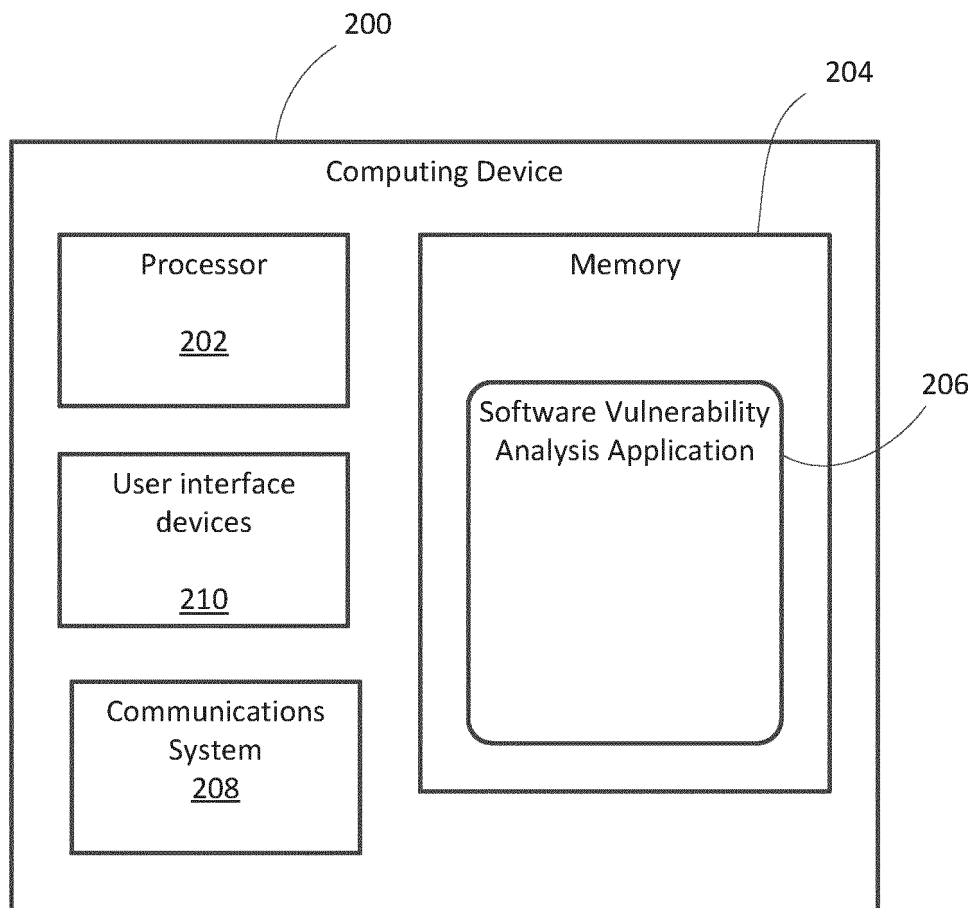 200
204
Computing Device
Processor
202
Memory
Software Vulnerability
Analysis Application
206
User interface
devices
210
Communications
System
208